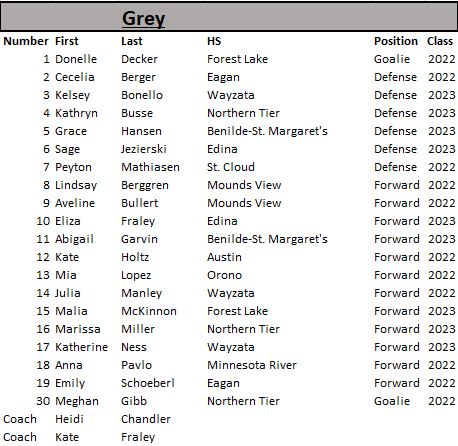 Grey
Number First Last HS Position Class
1 Donelle Decker Forest Lake Goalie 2022
2 Cecelia Berger Eagan Defense 2022
3 Kelsey Bonello Wayzata Defense 2023
4 Kathryn Busse Northern Tier Defense 2023
5 Grace Hansen Benilde-St. Margaret's Defense 2023
6 Sage Jezierski Edina Defense 2023
7 Peyton Mathiasen St. Cloud Defense 2022
8 Lindsay Berggren Mounds View Forward 2022
9 Aveline Bullert Mounds View Forward 2022
10 Eliza Fraley Edina Forward 2023
11 Abigail Garvin Benilde-St. Margaret's Forward 2023
12 Kate Holtz Austin Forward 2022
13 Mia Lopez Orono Forward 2022
14 Julia Manley Wayzata Forward 2022
15 Malia McKinnon Forest Lake Forward 2023
16 Marissa Miller Northern Tier Forward 2023
17 Katherine Ness Wayzata Forward 2023
18 Anna Pavlo Minnesota River Forward 2022
19 Emily Schoeberl Eagan Forward 2022
30 Meghan Gibb Northern Tier Goalie 2022
Coach Heidi Chandler
Coach Kate Fraley